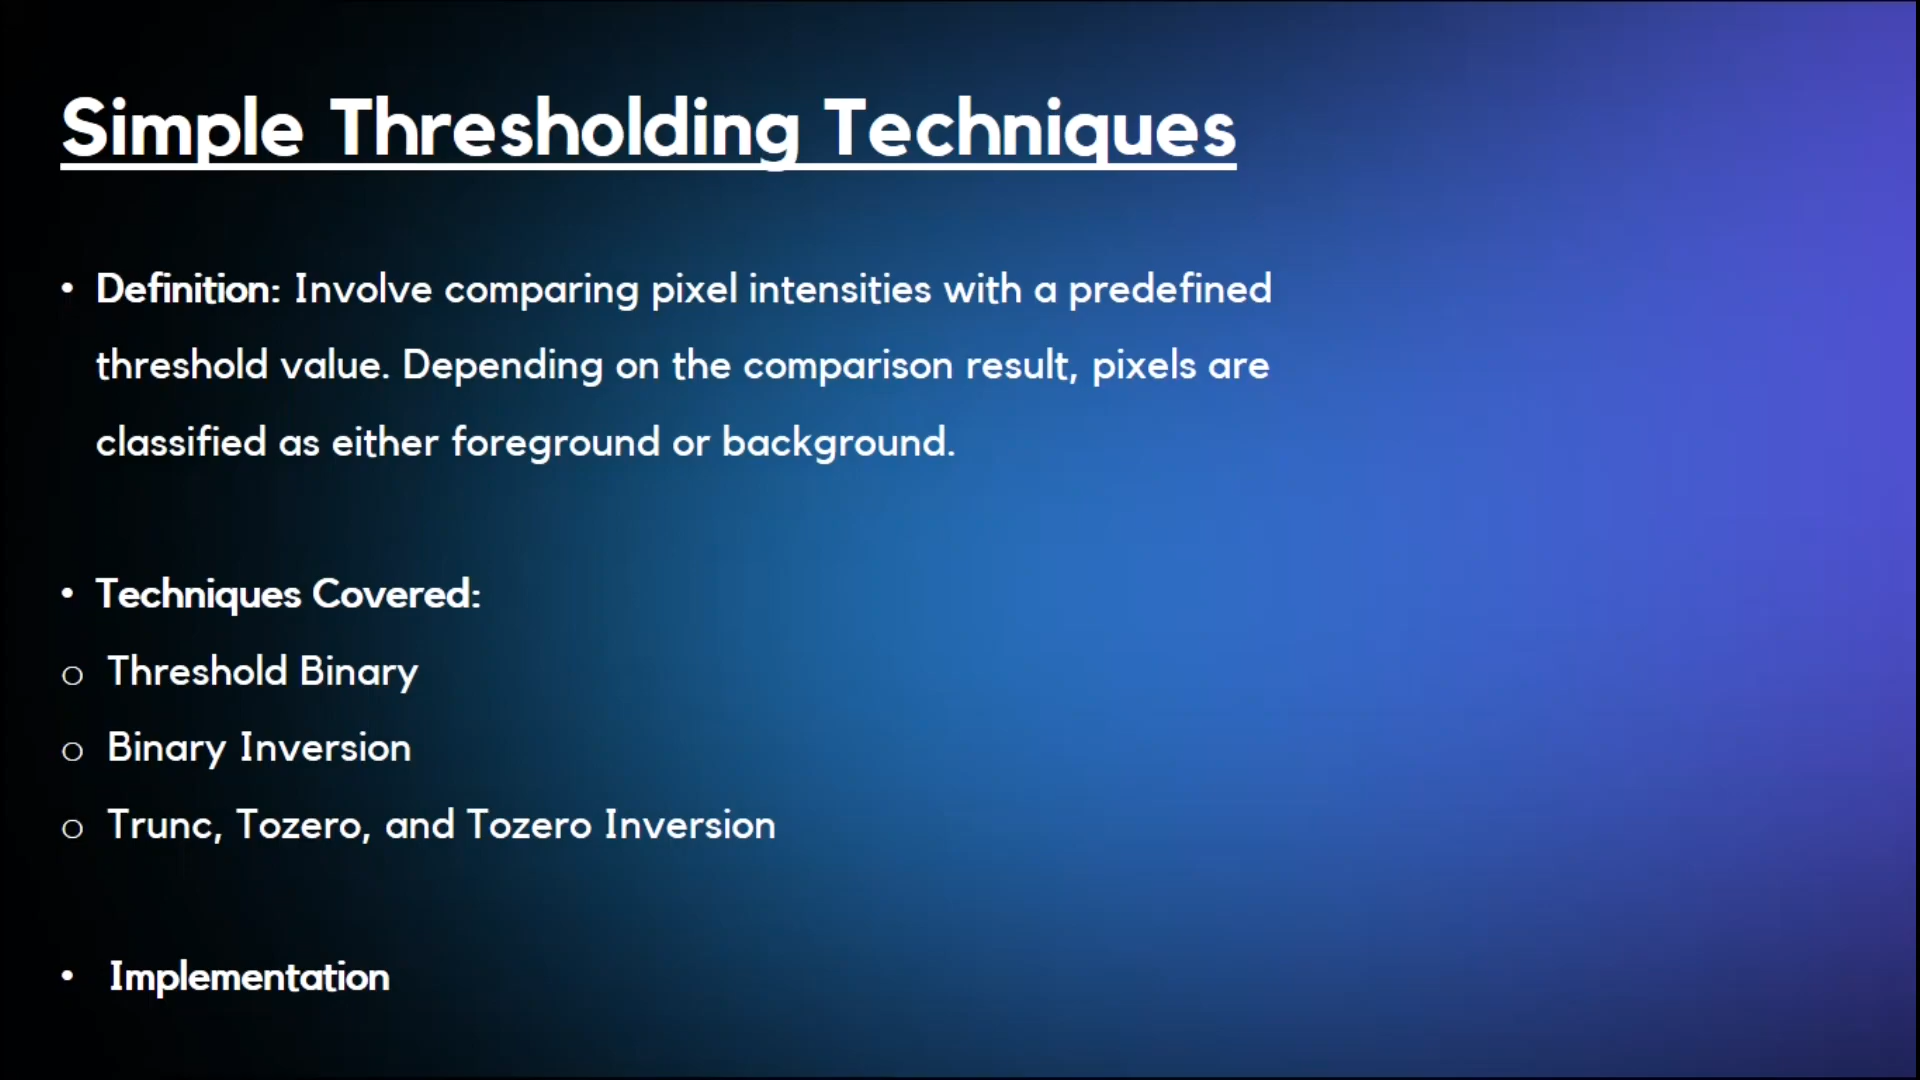 Simple Thresholding Techniques
• Definition: Involve comparing pixel intensities with a predefined
threshold value. Depending on the comparison result, pixels are
classified as either foreground or background.
• Techniques Covered:
o Threshold Binary
o Binary Inversion
o Trunc, Tozero, and Tozero Inversion
• Implementation